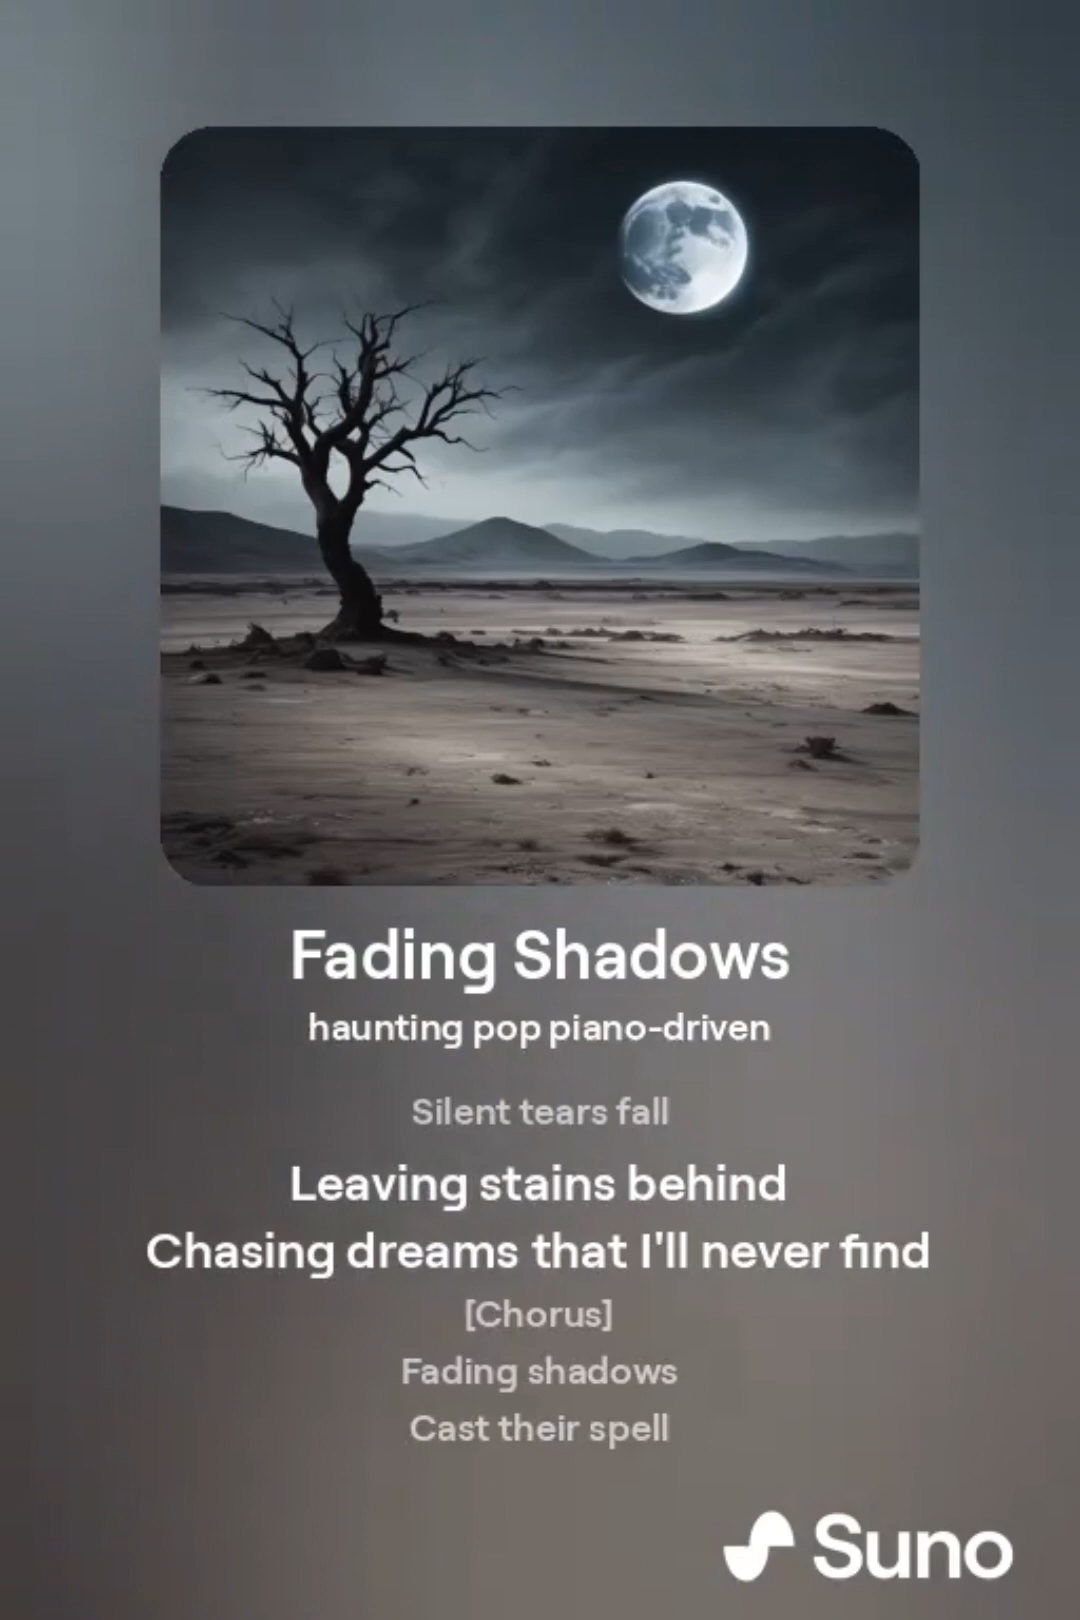 Fading Shadows
haunting pop piano-driven
Silent tears fall
Leaving stains behind
Chasing dreams that I'll never find
[Chorus]
Fading shadows
Cast their spell
Suno